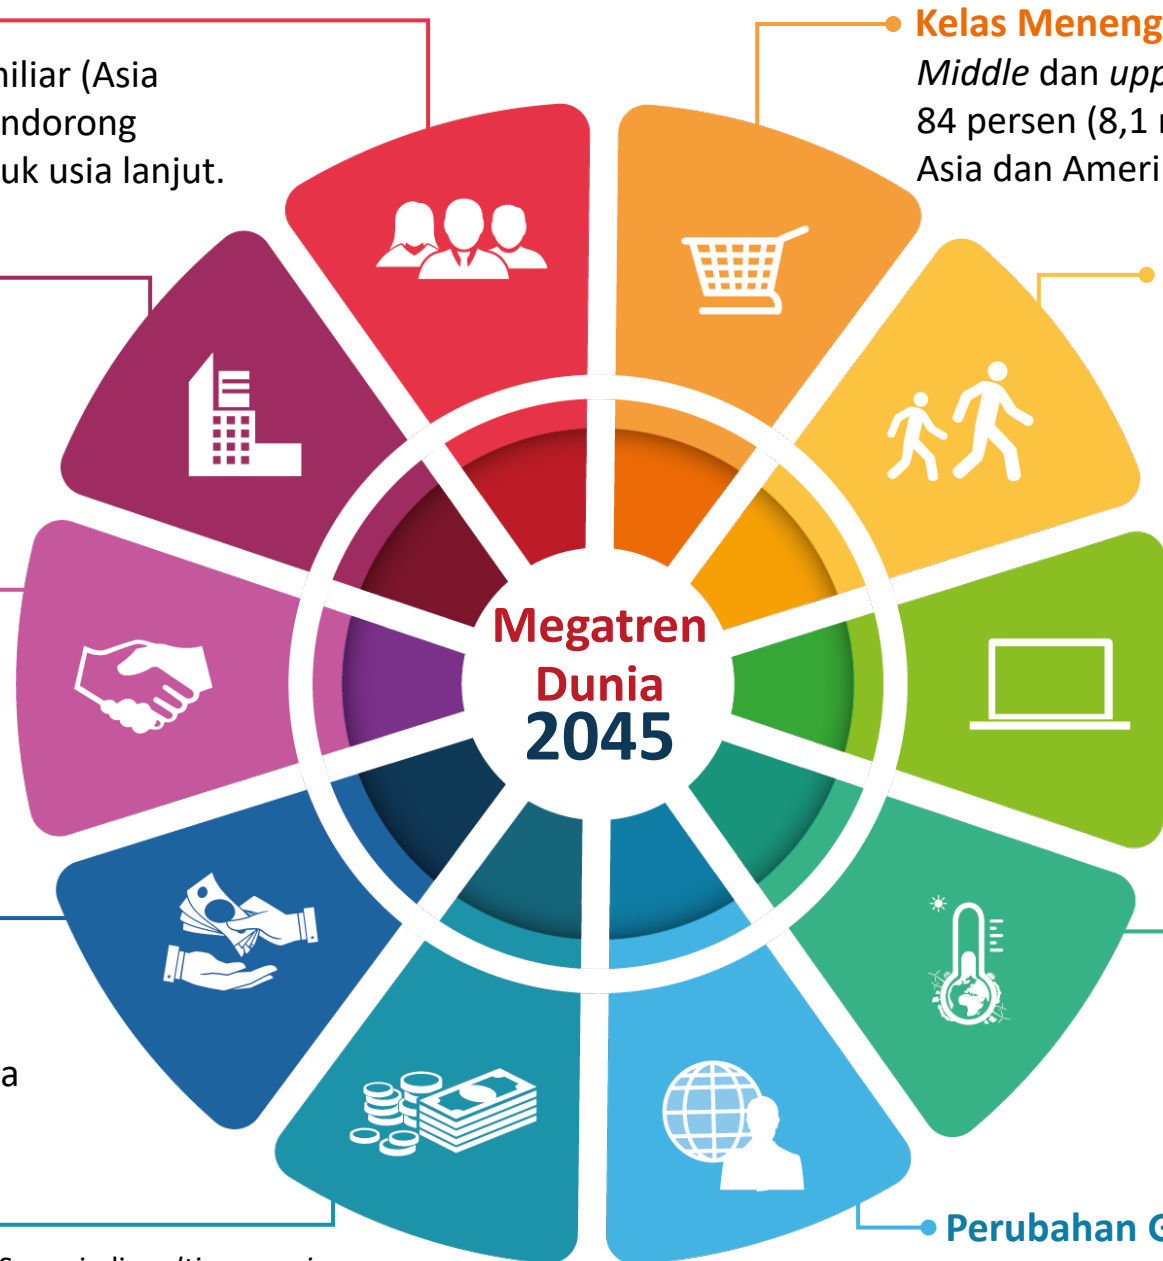 miliar (Asia
ndorong
uk usia lanjut.
Kelas Meneng
Middle dan upp
84 persen (8,1
Asia dan Ameri
Megatren
Dunia
2045
a
Perubahan G